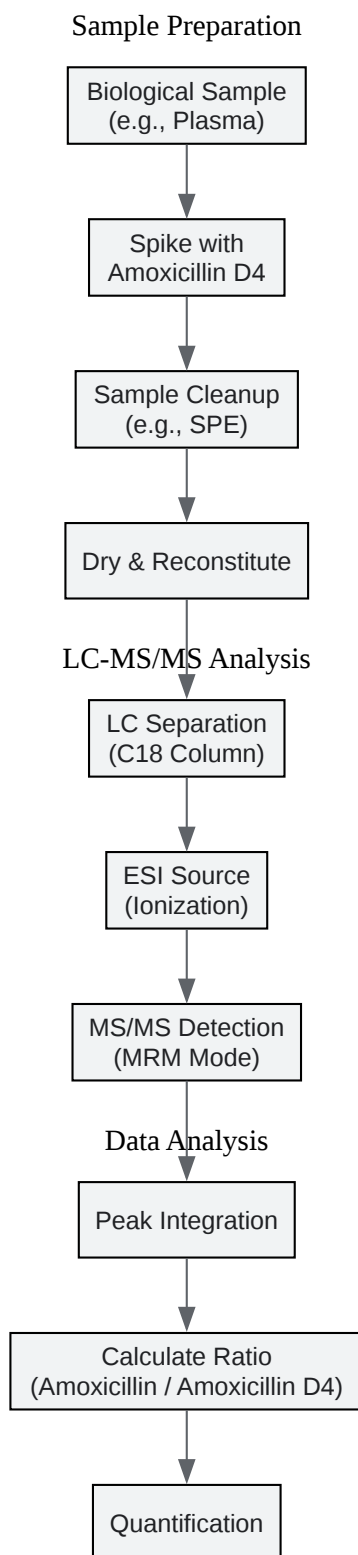 Sample Preparation
Biological Sample
(e.g., Plasma)
Spike with
Amoxicillin D4
Sample Cleanup
(e.g., SPE)
Dry & Reconstitute
LC-MS/MS Analysis
LC Separation
(C18 Column)
ESI Source
(Ionization)
MS/MS Detection
(MRM Mode)
Data Analysis
Peak Integration
Calculate Ratio
(Amoxicillin / Amoxicillin D4)
Quantification